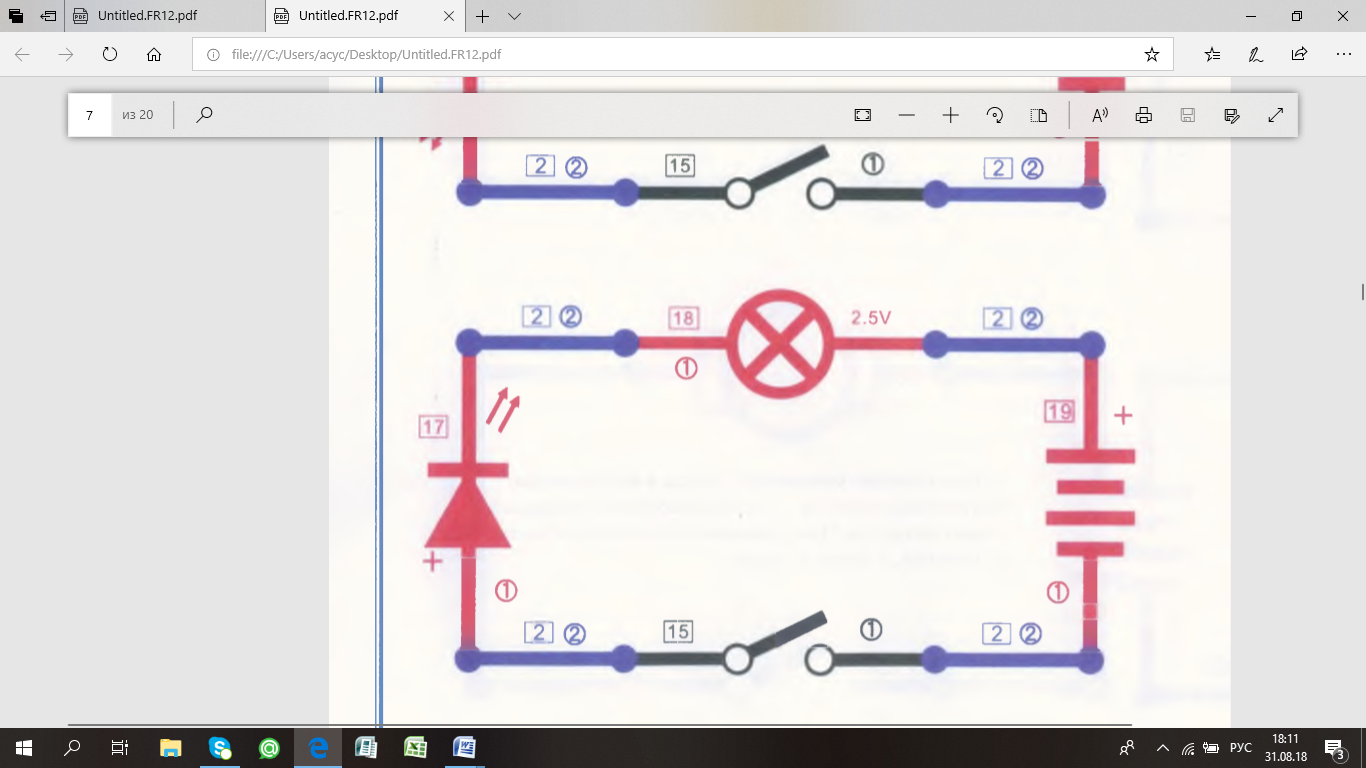 Untitled.FR12.pdf
Untitled.FR12.pdf
file:///C:/Users/acyc/Desktop/Untitled.FR12.pdf
7 из 20
2 ② 15 ① 2 ②
2 ② 18 2.5V 2 ②
①
17 19 +
+
① ①
2 ② 15 ① 2 ②
РУС
18:11
31.08.18
3